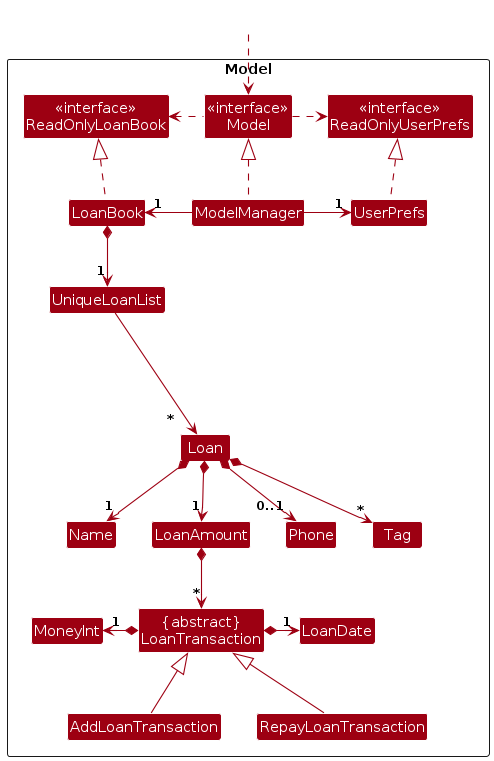 Model
«interface»
ReadOnlyLoanBook
«interface»
Model
«interface»
ReadOnlyUserPrefs
LoanBook
1
ModelManager
1
UserPrefs
1
UniqueLoanList
*
Loan
1
1
0..1
*
Name
LoanAmount
Phone
Tag
*
MoneyInt
1
{abstract}
LoanTransaction
1
LoanDate
AddLoanTransaction
RepayLoanTransaction